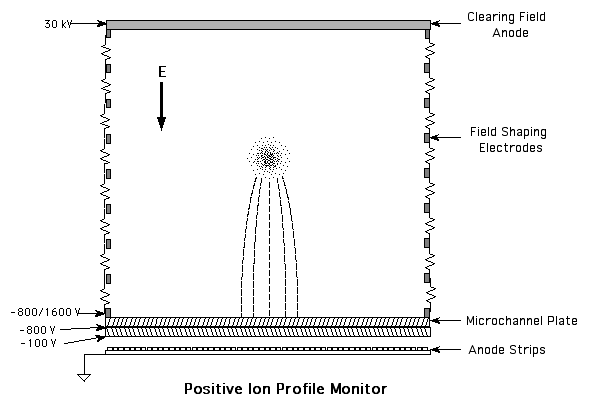 30 kV
Clearing Field
Anode
E
Field Shaping
Electrodes
-800/1600 V
-800 V
-100 V
Microchannel Plate
Anode Strips
Positive Ion Profile Monitor